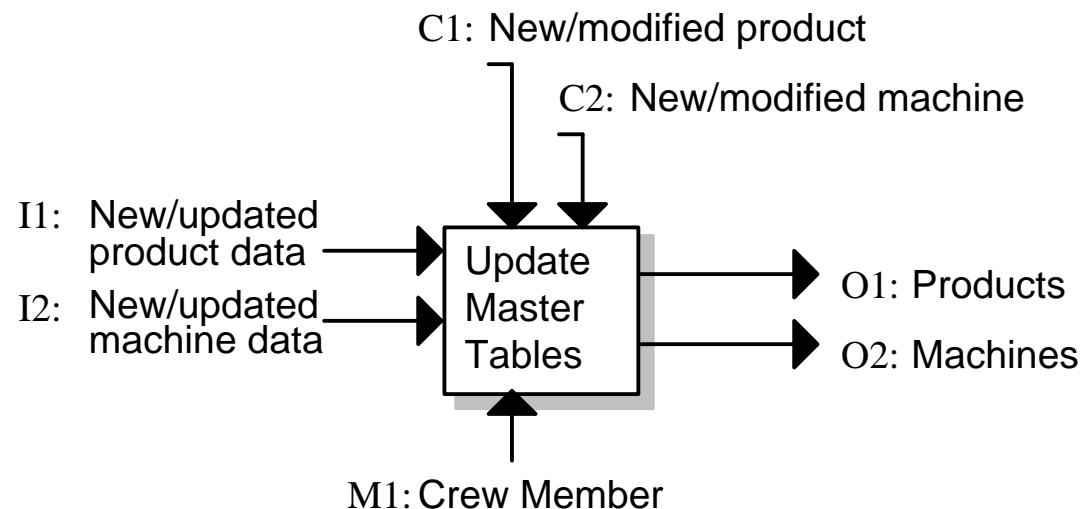 C1: New/modified product
C2: New/modified machine
I1: New/updated
product data
I2: New/updated
machine data
Update
Master
Tables
O1: Products
O2: Machines
M1: Crew Member